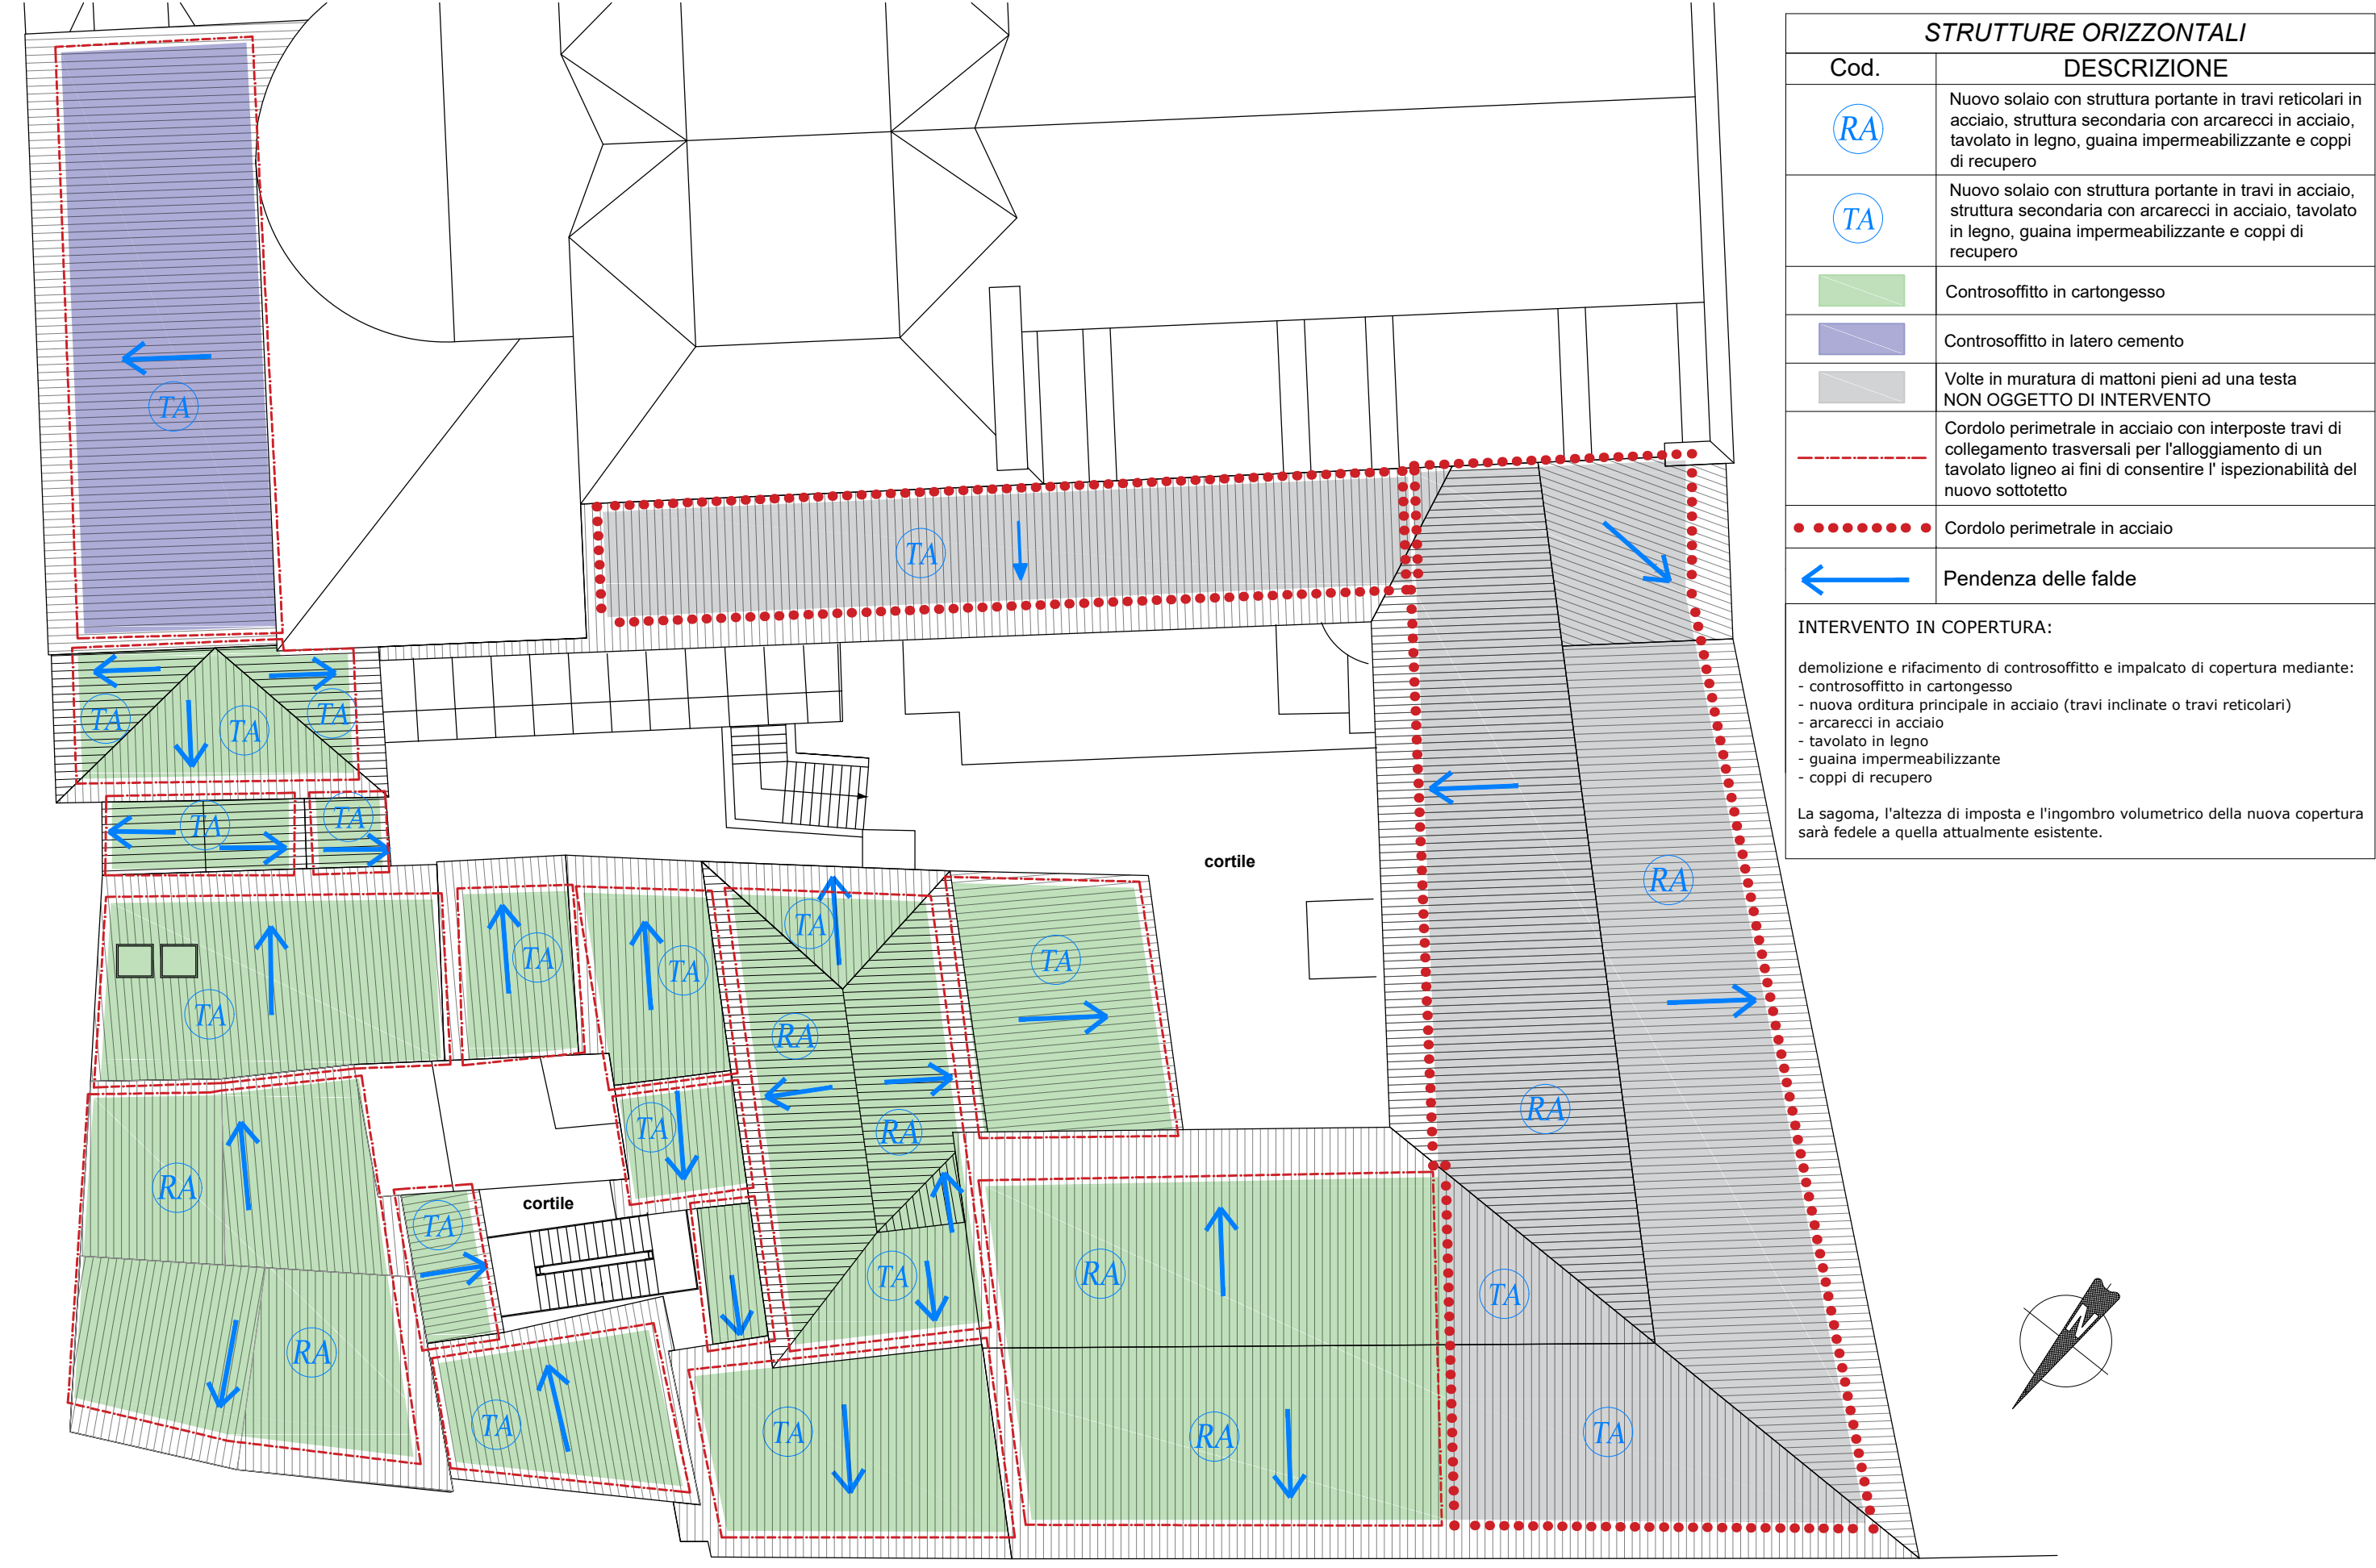 STRUTTURE ORIZZONTALI
Cod.
DESCRIZIONE
RA
Nuovo solaio con struttura portante in travi reticolari in
acciaio, struttura secondaria con arcarecci in acciaio,
tavolato in legno, guaina impermeabilizzante e coppi
di recupero
TA
Nuovo solaio con struttura portante in travi in acciaio,
struttura secondaria con arcarecci in acciaio, tavolato
in legno, guaina impermeabilizzante e coppi di
recupero
Controsoffitto in cartongesso
Controsoffitto in latero cemento
Volte in muratura di mattoni pieni ad una testa
NON OGGETTO DI INTERVENTO
Cordolo perimetrale in acciaio con interposte travi di
collegamento trasversali per l'alloggiamento di un
tavolato ligneo ai fini di consentire l' ispezionabilità del
nuovo sottotetto
Cordolo perimetrale in acciaio
Pendenza delle falde
INTERVENTO IN COPERTURA:
demolizione e rifacimento di controsoffitto e impalcato di copertura mediante:
- controsoffitto in cartongesso
- nuova orditura principale in acciaio (travi inclinate o travi reticolari)
- arcarecci in acciaio
- tavolato in legno
- guaina impermeabilizzante
- coppi di recupero
La sagoma, l'altezza di imposta e l'ingombro volumetrico della nuova copertura
sarà fedele a quella attualmente esistente.
TA
TA
TA
TA
TA
TA
TA
cortile
RA
TA
TA
TA
TA
TA
RA
TA
RA
TA
RA
RA
cortile
TA
TA
RA
TA
RA
RA
TA
TA
RA
TA
N